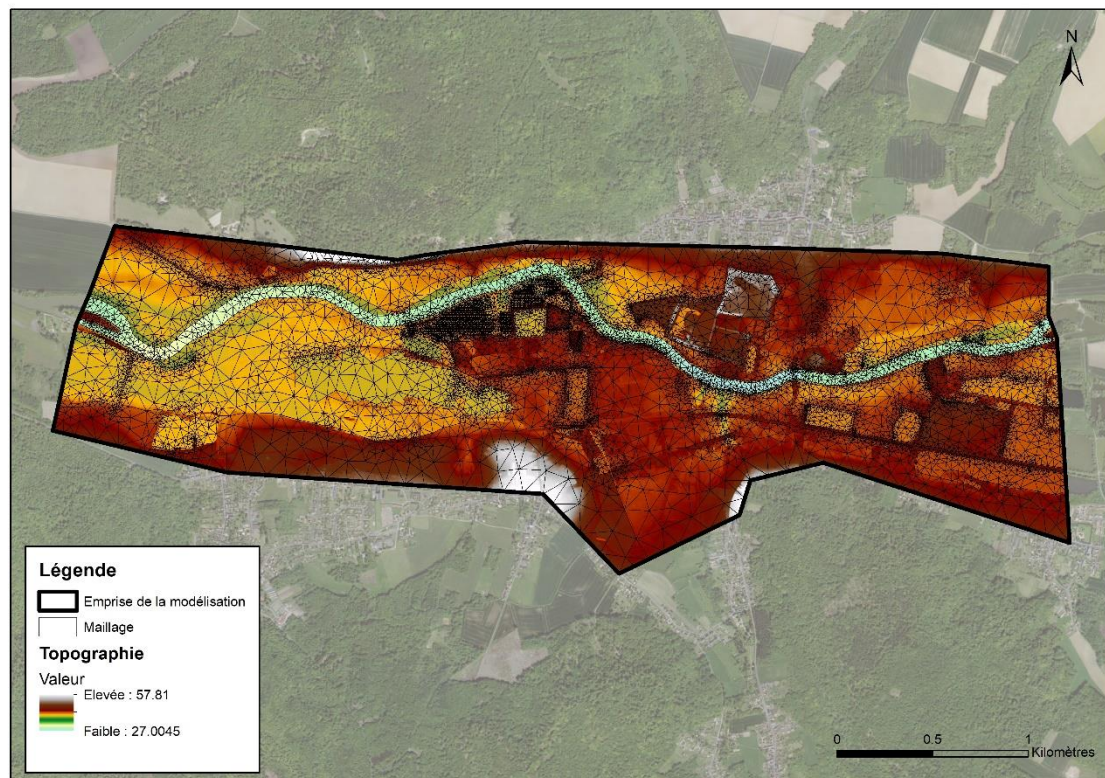 N
Légende
Emprise de la modélisation
Maillage
Topographie
Valeur
Elevée : 57.81
Faible : 27.0045
0 0.5 1
Kilomètres